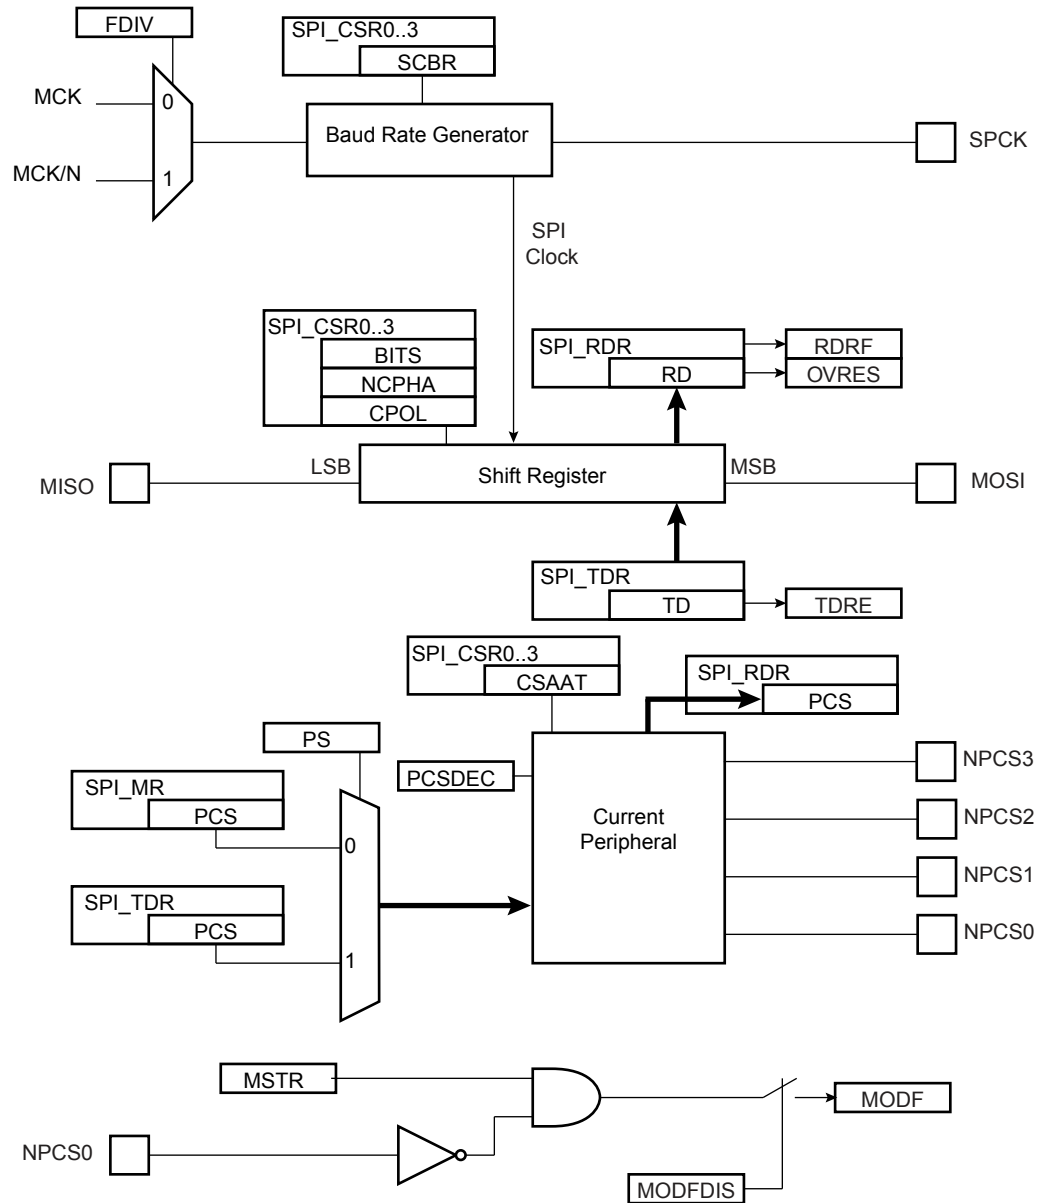 FDIV
SPI_CSR0..3
SCBR
MCK
0
Baud Rate Generator
SPCK
MCK/N
1
SPI
Clock
SPI_CSR0..3
BITS
NCPHA
CPOL
SPI_RDR
RD
RDRF
OVRES
MISO
LSB
Shift Register
MSB
MOSI
SPI_TDR
TD
TDRE
SPI_CSR0..3
CSAAT
SPI_RDR
PCS
PS
PCSDEC
SPI_MR
PCS
0
SPI_TDR
PCS
1
Current
Peripheral
NPCS3
NPCS2
NPCS1
NPCS0
MSTR
MODF
NPCS0
MODFDIS